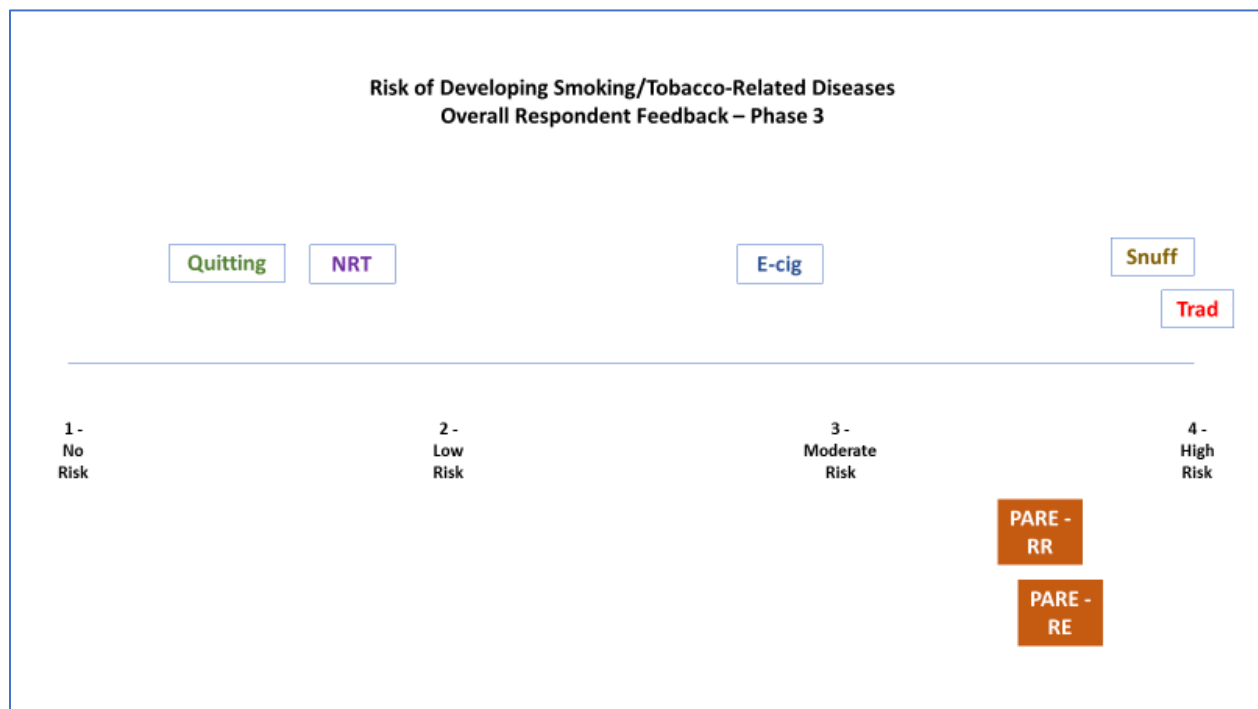 Risk of Developing Smoking/Tobacco-Related Diseases
Overall Respondent Feedback – Phase 3
Quitting
NRT
E-cig
Snuff
Trad
1 -
No
Risk
2 -
Low
Risk
3 -
Moderate
Risk
4 -
High
Risk
PARE -
RR
PARE -
RE